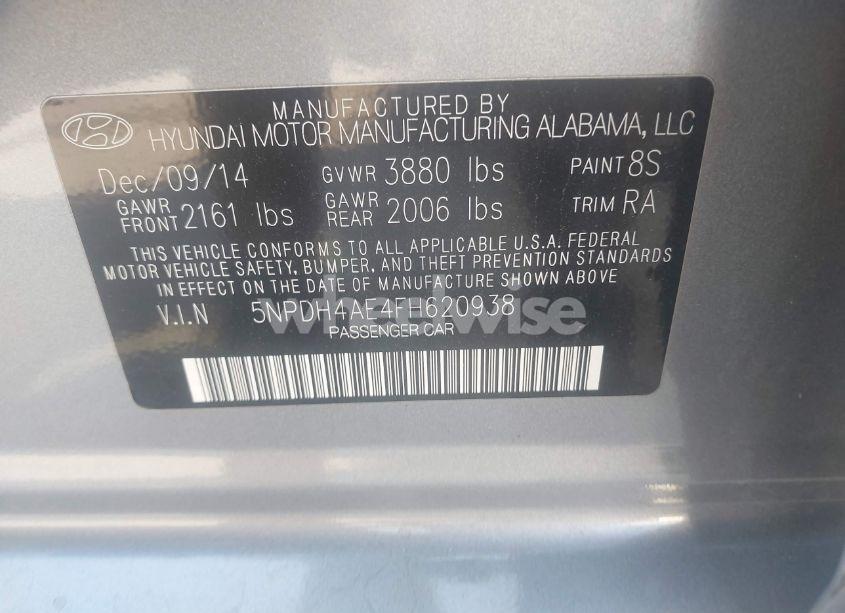 MANUFACTURED BY
HYUNDAI MOTOR MANUFACTURING ALABAMA, LLC
Dec/09/14 GVWR 3880 lbs PAINT 8S
GAWR FRONT 2161 lbs GAWR REAR 2006 lbs TRIM RA
THIS VEHICLE CONFORMS TO ALL APPLICABLE U.S.A. FEDERAL
MOTOR VEHICLE SAFETY, BUMPER, AND THEFT PREVENTION STANDARDS
IN EFFECT ON THE DATE OF MANUFACTURE SHOWN ABOVE
V.I.N 5NPDH4AE4FH620938
wheelwise
PASSENGER CAR